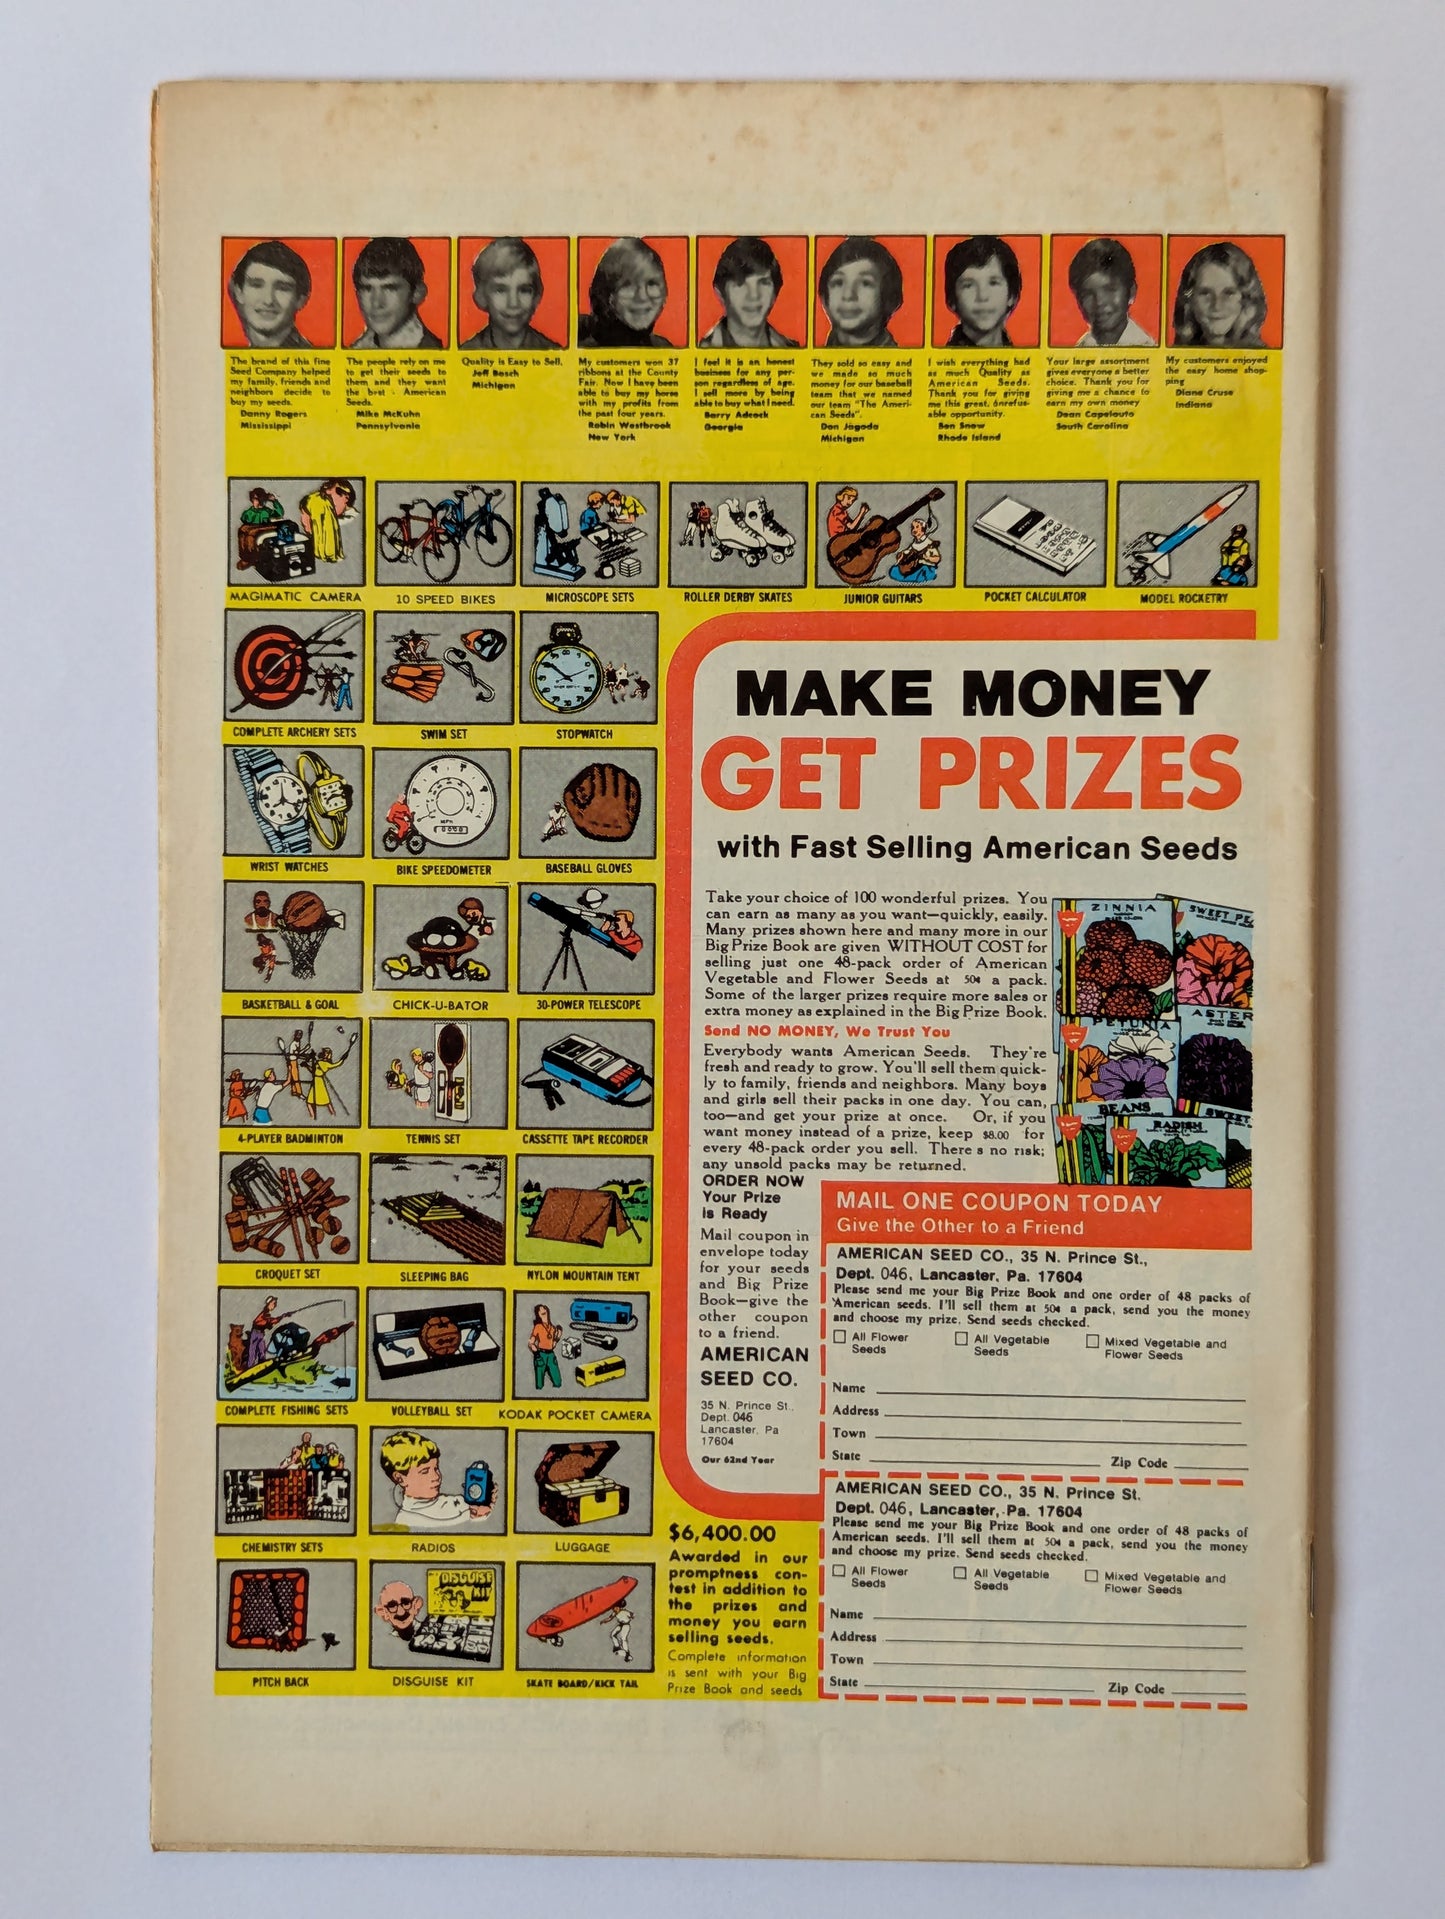 The brand of this fine
Seed Company helped
my family, friends and
neighbors decide to
buy my seeds.
Danny Rogers
Mississippi
The people rely on me
to get their seeds to
them and they want
the best - American
Seeds.
Mike McKuhn
Pennsylvania
Quality is Easy to Sell.
Jeff Bosch
Michigan
My customers won 37
ribbons at the County
Fair. Now I have been
able to buy my horse
with my profits from
the past four years.
Robin Westbrook
New York
I feel it is an honest
business for any per-
son regardless of age.
I sell more by being
able to buy what I need.
Barry Adcock
Georgia
They sold so easy and
we made so much
money for our baseball
team that we named
our team "The Ameri-
can Seeds".
Dan Jagoda
Michigan
I wish everything had
as much Quality as
American Seeds.
Thank you for giving
me this great, unrefus-
able opportunity.
Ben Snow
Rhode Island
Your large assortment
gives everyone a better
choice. Thank you for
giving me a chance to
earn my own money
Dean Capelouto
South Carolina
My customers enjoyed
the easy home shop-
ping
Diane Cruse
Indiana
MAGIMATIC CAMERA
10 SPEED BIKES
MICROSCOPE SETS
ROLLER DERBY SKATES
JUNIOR GUITARS
POCKET CALCULATOR
MODEL ROCKETRY
COMPLETE ARCHERY SETS
SWIM SET
STOPWATCH
WRIST WATCHES
BIKE SPEEDOMETER
BASEBALL GLOVES
BASKETBALL & GOAL
CHICK-U-BATOR
30-POWER TELESCOPE
4-PLAYER BADMINTON
TENNIS SET
CASSETTE TAPE RECORDER
CROQUET SET
SLEEPING BAG
NYLON MOUNTAIN TENT
COMPLETE FISHING SETS
VOLLEYBALL SET
KODAK POCKET CAMERA
CHEMISTRY SETS
RADIOS
LUGGAGE
DISGUISE
KIT
PITCH BACK
DISGUISE KIT
SKATE BOARD/KICK TAIL
MAKE MONEY
GET PRIZES
with Fast Selling American Seeds
Take your choice of 100 wonderful prizes. You
can earn as many as you want—quickly, easily.
Many prizes shown here and many more in our
Big Prize Book are given WITHOUT COST for
selling just one 48-pack order of American
Vegetable and Flower Seeds at 50¢ a pack.
Some of the larger prizes require more sales or
extra money as explained in the Big Prize Book.
Send NO MONEY, We Trust You
Everybody wants American Seeds. They're
fresh and ready to grow. You'll sell them quick-
ly to family, friends and neighbors. Many boys
and girls sell their packs in one day. You can,
too—and get your prize at once. Or, if you
want money instead of a prize, keep $8.00 for
every 48-pack order you sell. There s no risk;
any unsold packs may be returned.
ZINNIA
SWEET PE
PETUNIA
ASTER
BEANS
RADISH
SWEET
ORDER NOW
Your Prize
is Ready
Mail coupon in
envelope today
for your seeds
and Big Prize
Book—give the
other coupon
to a friend.
AMERICAN
SEED CO.
35 N. Prince St.,
Dept. 046
Lancaster, Pa
17604
Our 62nd Year
$6,400.00
Awarded in our
promptness con-
test in addition to
the prizes and
money you earn
selling seeds.
Complete information
is sent with your Big
Prize Book and seeds
MAIL ONE COUPON TODAY
Give the Other to a Friend
AMERICAN SEED CO., 35 N. Prince St.,
Dept. 046, Lancaster, Pa. 17604
Please send me your Big Prize Book and one order of 48 packs of
American seeds. I'll sell them at 50¢ a pack, send you the money
and choose my prize. Send seeds checked.
All Flower
Seeds
All Vegetable
Seeds
Mixed Vegetable and
Flower Seeds
Name
Address
Town
State Zip Code
AMERICAN SEED CO., 35 N. Prince St.
Dept. 046, Lancaster, Pa. 17604
Please send me your Big Prize Book and one order of 48 packs of
American seeds. I'll sell them at 50¢ a pack, send you the money
and choose my prize. Send seeds checked.
All Flower
Seeds
All Vegetable
Seeds
Mixed Vegetable and
Flower Seeds
Name
Address
Town
State Zip Code